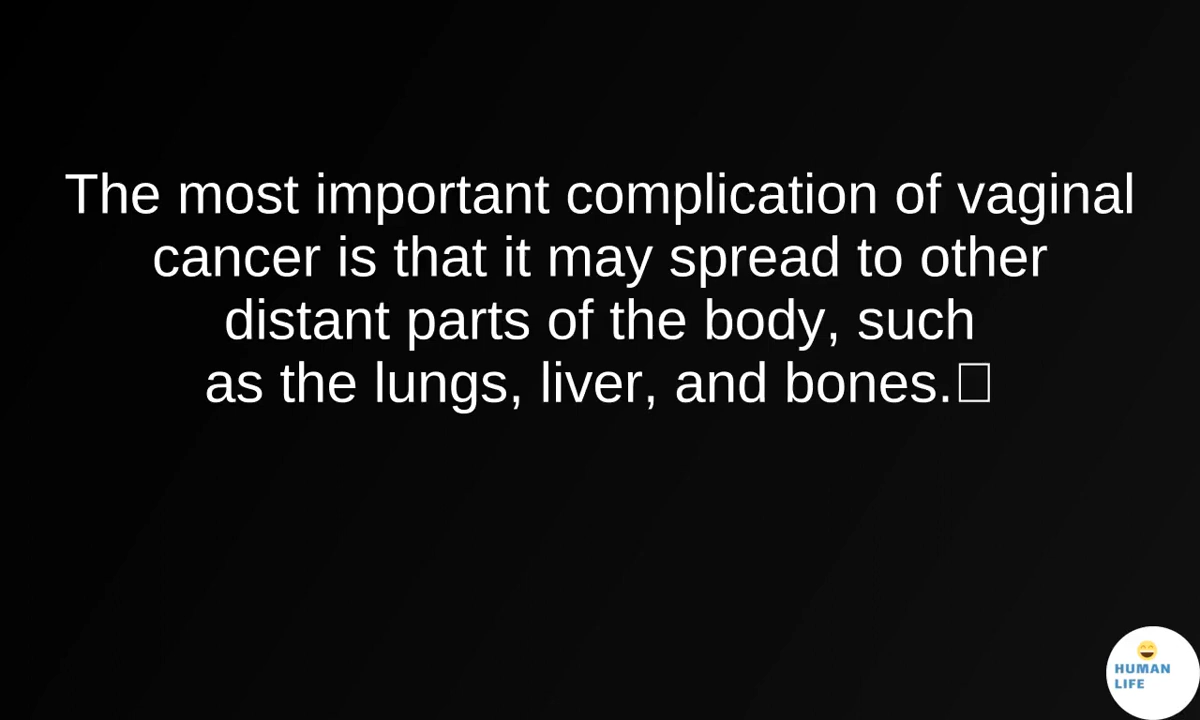 The most important complication of vaginal
cancer is that it may spread to other
distant parts of the body, such
as the lungs, liver, and bones.
HUMAN
LIFE